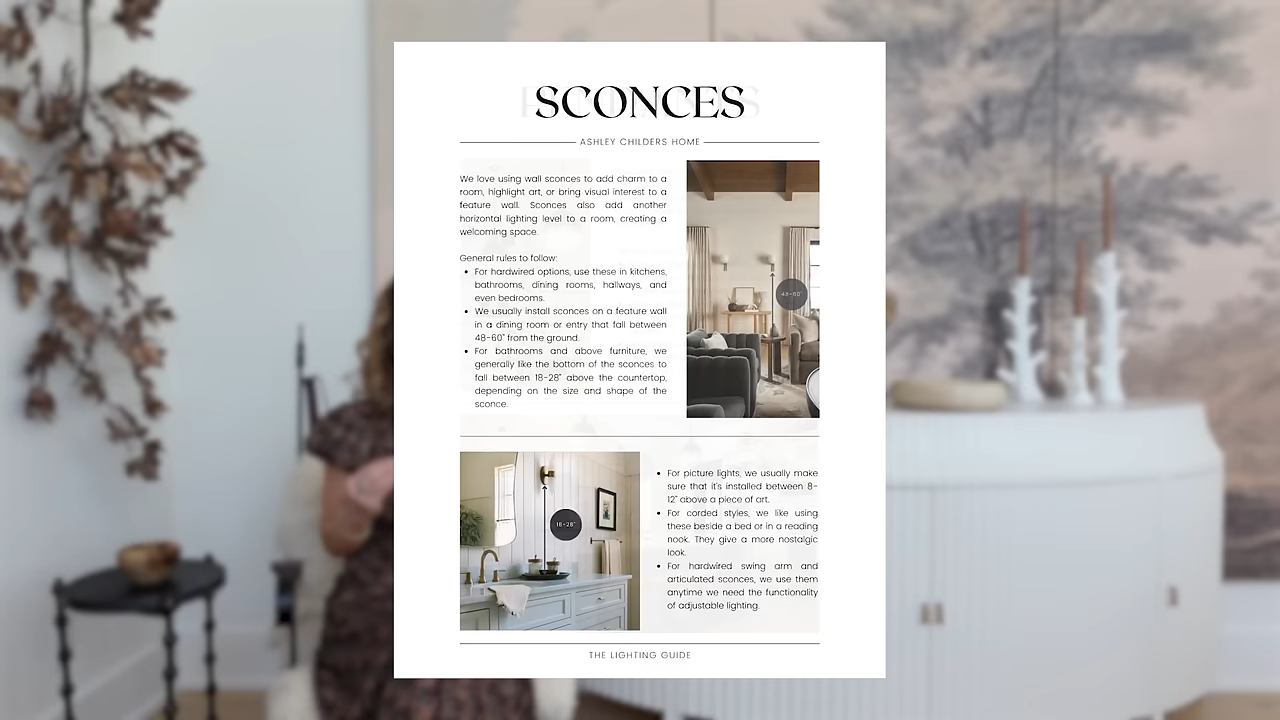 SCONCES
ASHLEY CHILDERS HOME
We love using wall sconces to add charm to a
room, highlight art, or bring visual interest to a
feature wall. Sconces also add another
horizontal lighting level to a room, creating a
welcoming space.
General rules to follow:
• For hardwired options, use these in kitchens,
bathrooms, dining rooms, hallways, and
even bedrooms.
• We usually install sconces on a feature wall
in a dining room or entry that fall between
48-60" from the ground.
• For bathrooms and above furniture, we
generally like the bottom of the sconces to
fall between 18-28" above the countertop,
depending on the size and shape of the
sconce.
18-28"
• For picture lights, we usually make
sure that it's installed between 8-
12" above a piece of art.
• For corded styles, we like using
these beside a bed or in a reading
nook. They give a more nostalgic
look.
• For hardwired swing arm and
articulated sconces, we use them
anytime we need the functionality
of adjustable lighting.
THE LIGHTING GUIDE